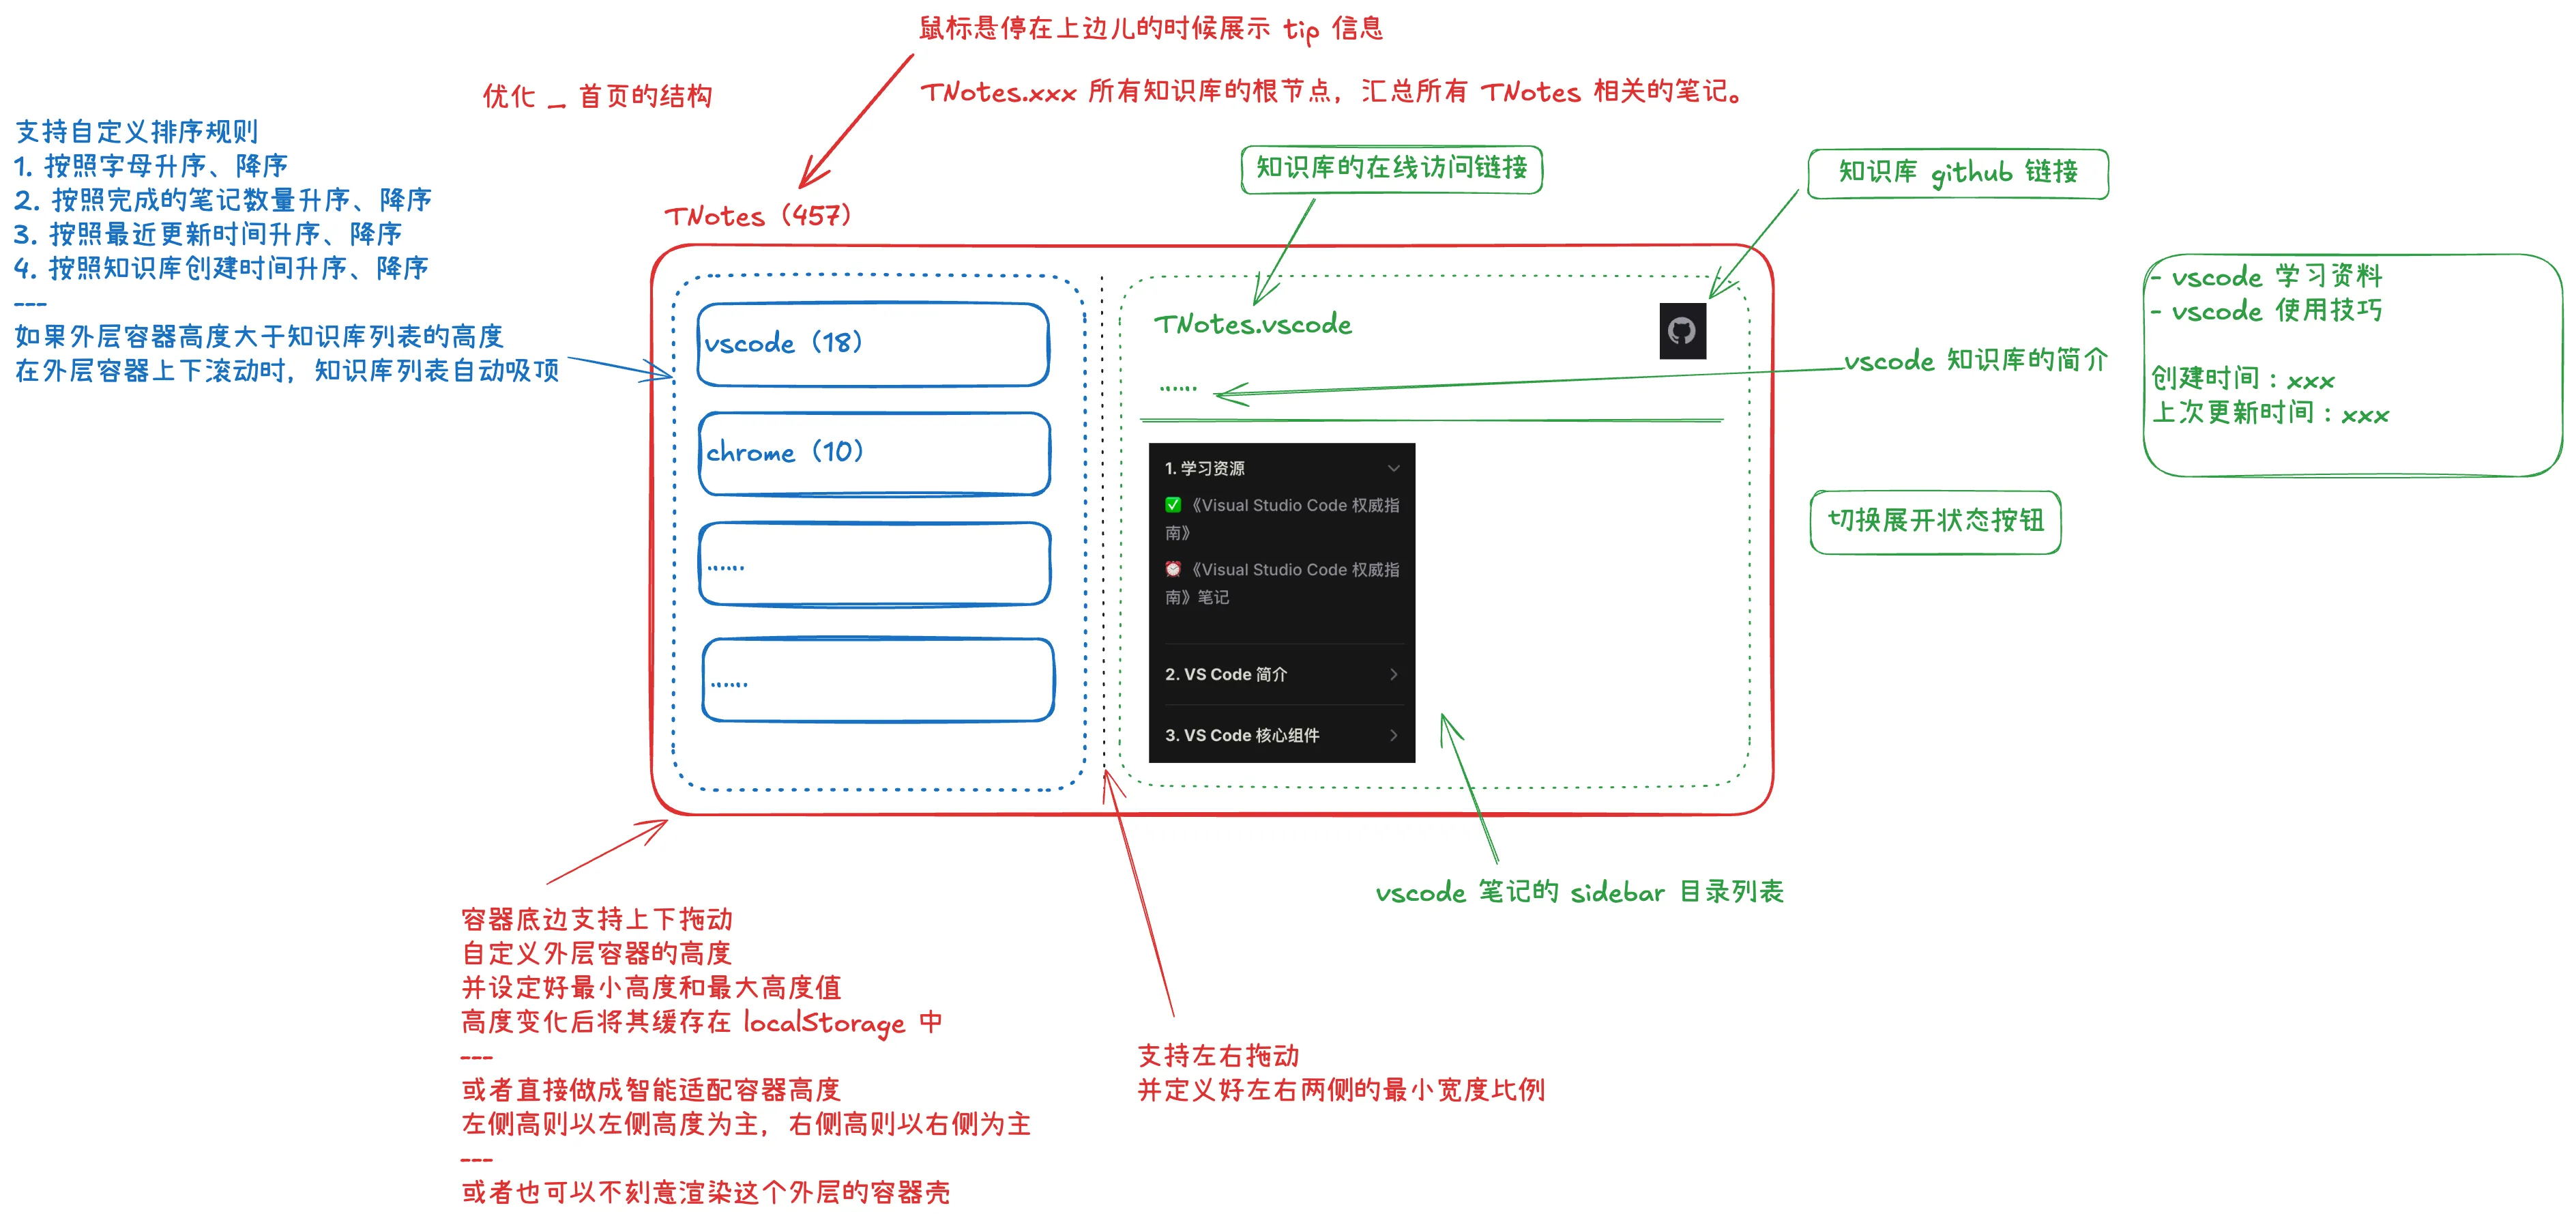 鼠标悬停在上边儿的时候展示 tip 信息
TNotes.xxx 所有知识库的根节点，汇总所有 TNotes 相关的笔记。
优化 _ 首页的结构
支持自定义排序规则
1. 按照字母升序、降序
2. 按照完成的笔记数量升序、降序
3. 按照最近更新时间升序、降序
4. 按照知识库创建时间升序、降序
---
如果外层容器高度大于知识库列表的高度
在外层容器上下滚动时，知识库列表自动吸顶
知识库的在线访问链接
知识库 github 链接
TNotes（457）
vscode（18）
chrome（10）
......
......
TNotes.vscode
......
vscode 知识库的简介
- vscode 学习资料
- vscode 使用技巧
创建时间：xxx
上次更新时间：xxx
切换展开状态按钮
1. 学习资源
✅ 《Visual Studio Code 权威指
南》
⏰ 《Visual Studio Code 权威指
南》笔记
2. VS Code 简介
3. VS Code 核心组件
vscode 笔记的 sidebar 目录列表
容器底边支持上下拖动
自定义外层容器的高度
并设定好最小高度和最大高度值
高度变化后将其缓存在 localStorage 中
---
或者直接做成智能适配容器高度
左侧高则以左侧高度为主，右侧高则以右侧为主
---
或者也可以不刻意渲染这个外层的容器壳
支持左右拖动
并定义好左右两侧的最小宽度比例